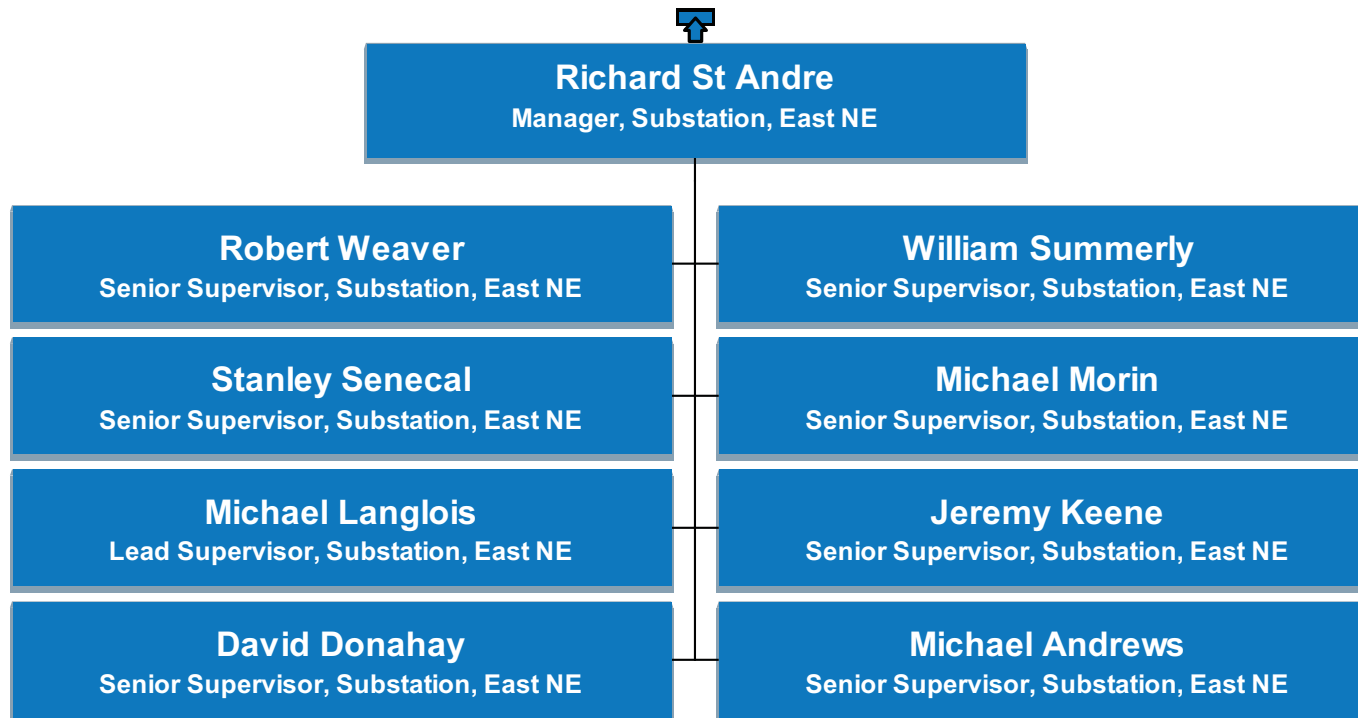 Richard St Andre
Manager, Substation, East NE
Robert Weaver
Senior Supervisor, Substation, East NE
William Summerly
Senior Supervisor, Substation, East NE
Stanley Senecal
Senior Supervisor, Substation, East NE
Michael Morin
Senior Supervisor, Substation, East NE
Michael Langlois
Lead Supervisor, Substation, East NE
Jeremy Keene
Senior Supervisor, Substation, East NE
David Donahay
Senior Supervisor, Substation, East NE
Michael Andrews
Senior Supervisor, Substation, East NE